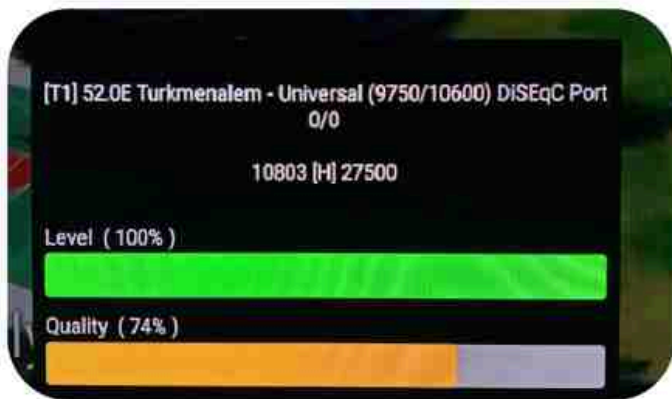 [T1] 52.0E Turkmenalem - Universal (9750/10600) DiSEqC Port
0/0
10803 [H] 27500
Level ( 100% )
Quality ( 74% )